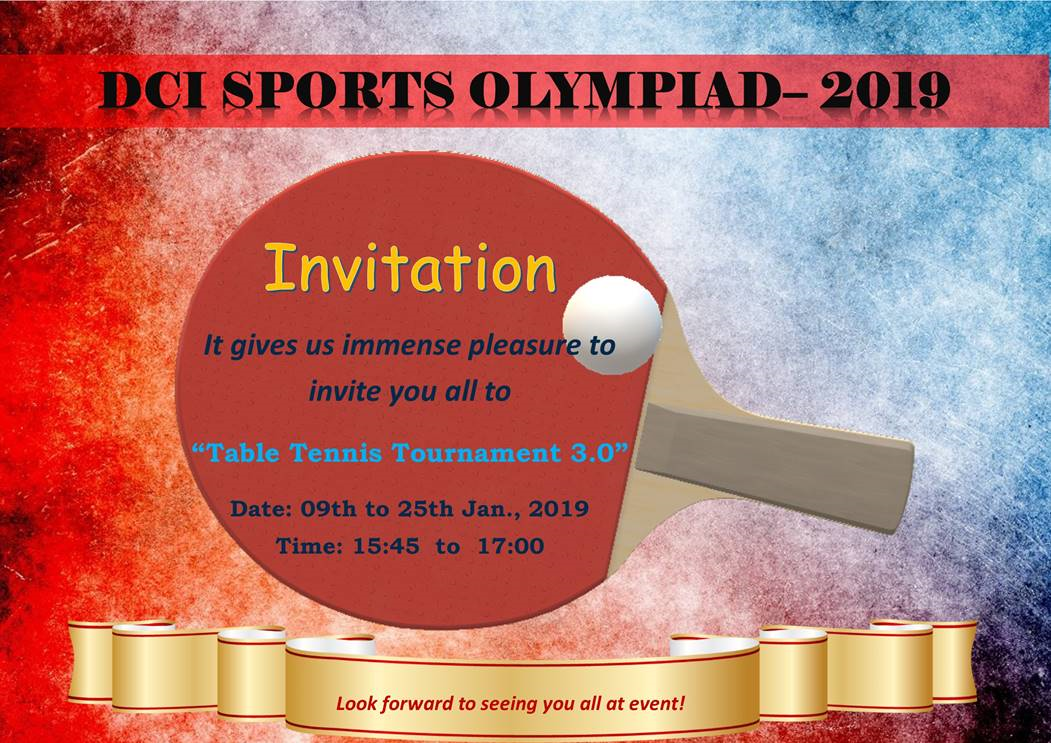 DCI SPORTS OLYMPIAD– 2019
Invitation
It gives us immense pleasure to
invite you all to
“Table Tennis Tournament 3.0”
Date: 09th to 25th Jan., 2019
Time: 15:45 to 17:00
Look forward to seeing you all at event!